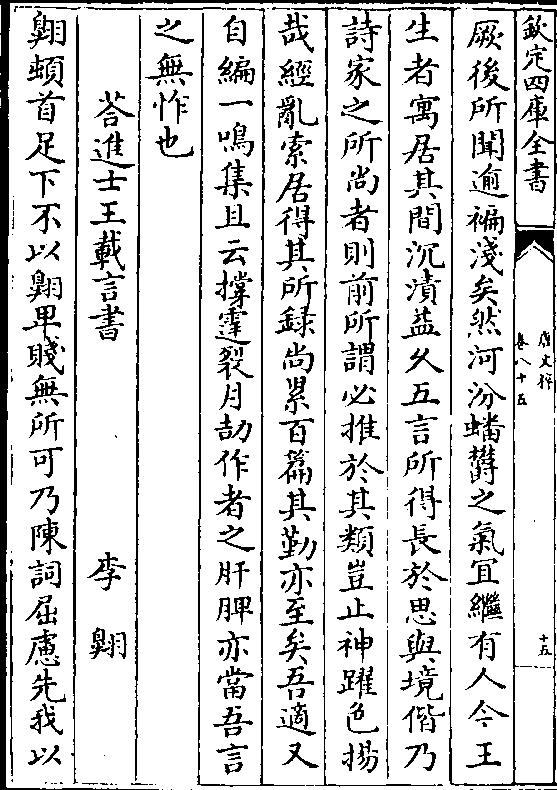 欽定四庫全書
唐文粹
卷八十五
十五
厥後所聞逾褊淺矣然河汾蟠欝之氣宜繼有人今王
生者寓居其間沉漬益久五言所得長於思與境偕乃
詩家之所尚者則前所謂必推於其類豈止神躍色揚
哉經亂索居得其所録尚累百篇其勤亦至矣吾適又
自編一鳴集且云撐霆裂月劼作者之肝脾亦當吾言
之無怍也
荅進士王載言書 李翺
翺頓首足下不以翺卑賤無所可乃陳詞屈慮先我以